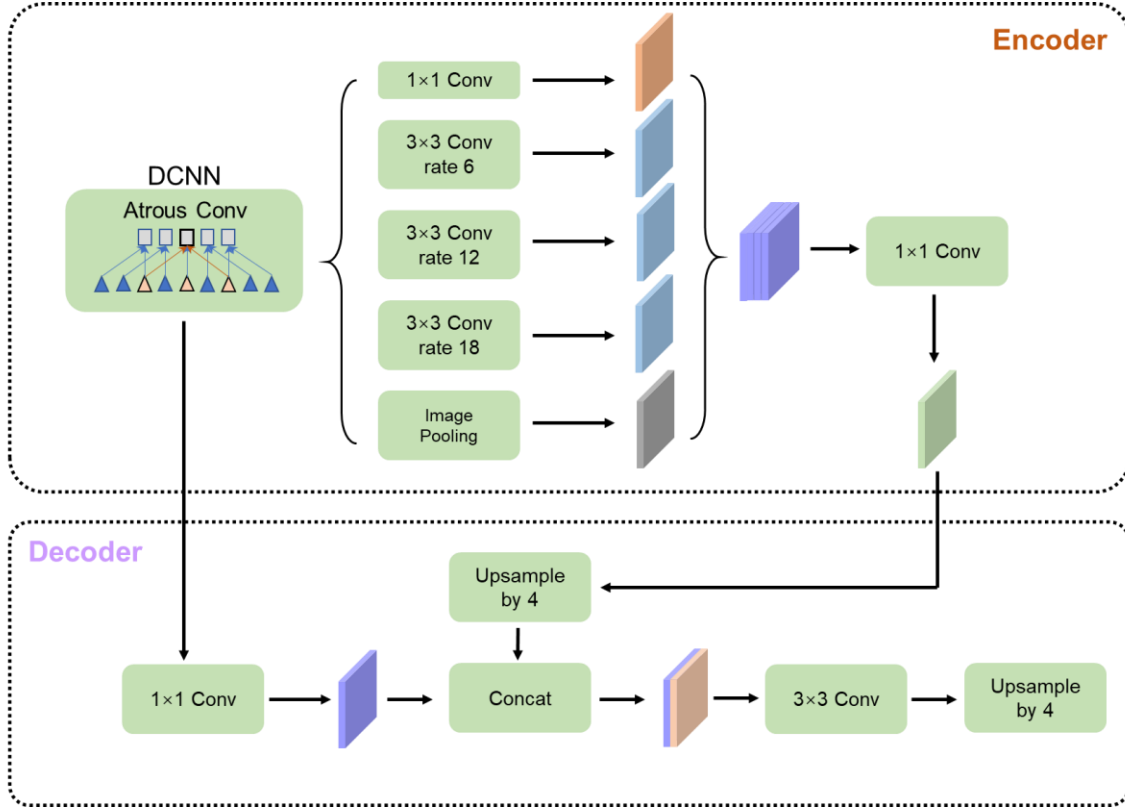 Encoder
1×1 Conv
3×3 Conv
rate 6
DCNN
Atrous Conv
3×3 Conv
rate 12
1×1 Conv
3×3 Conv
rate 18
Image
Pooling
Decoder
Upsample
by 4
1×1 Conv
Concat
3×3 Conv
Upsample
by 4